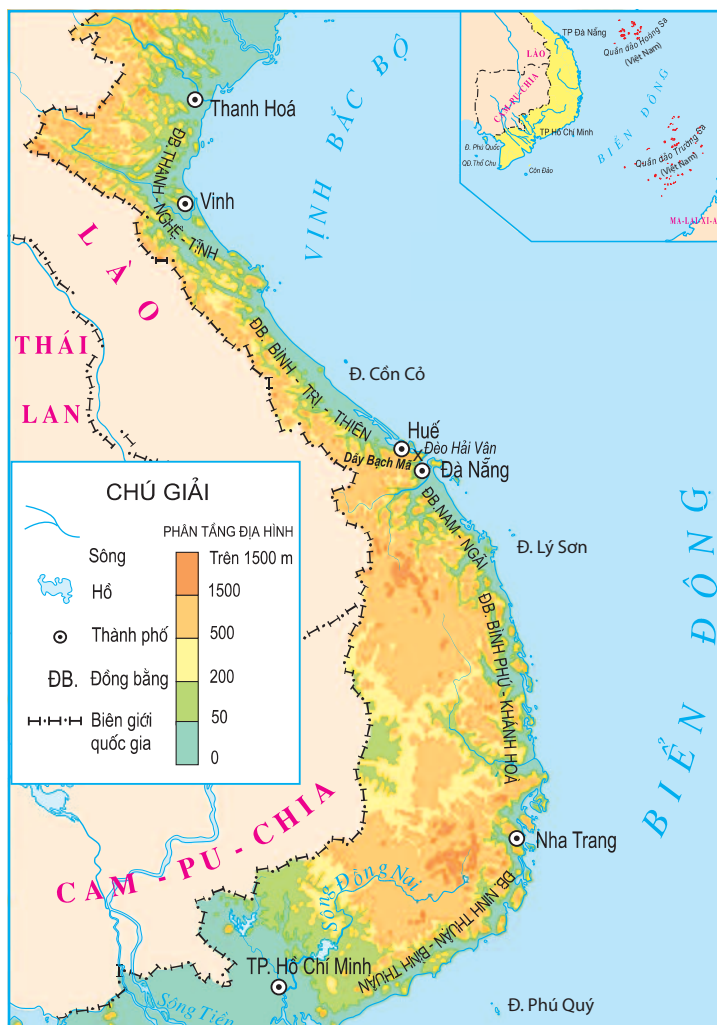 TP Đà Nẵng
Quần đảo Hoàng Sa
(Việt Nam)
LÀO
CAM-PU-CHIA
TP Hồ Chí Minh
Đ. Phú Quốc
QĐ.Thổ Chu
Côn Đảo
BIỂN ĐÔNG
Quần đảo Trường Sa
(Việt Nam)
MA-LAI-XI-A
VỊNH BẮC BỘ
Thanh Hoá
ĐB.THANH - NGHỆ - TĨNH
Vinh
LÀO
THÁI
LAN
ĐB. BÌNH - TRỊ - THIÊN
Đ. Cồn Cỏ
Huế
Đèo Hải Vân
Dãy Bạch Mã
Đà Nẵng
ĐB.NAM - NGÃI
Đ. Lý Sơn
ĐB. BÌNH PHÚ - KHÁNH HOÀ
BIỂN ĐÔNG
CHÚ GIẢI
Sông
Hồ
Thành phố
ĐB. Đồng bằng
Biên giới
quốc gia
PHÂN TẦNG ĐỊA HÌNH
Trên 1500 m
1500
500
200
50
0
CAM - PU - CHIA
Nha Trang
Sông Đồng Nai
ĐB. NINH THUẬN - BÌNH THUẬN
TP. Hồ Chí Minh
Sông Tiền
Đ. Phú Quý